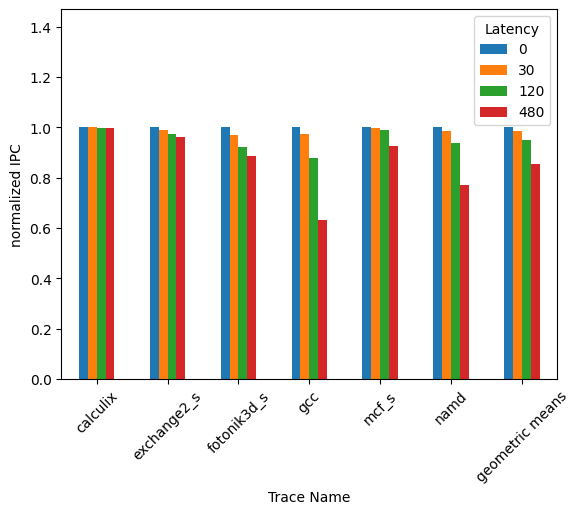 1.4
1.2
1.0
0.8
0.6
0.4
0.2
0.0
normalized IPC
Latency
0
30
120
480
calculix
exchange2_s
fotonik3d_s
gcc
mcf_s
namd
geometric means
Trace Name